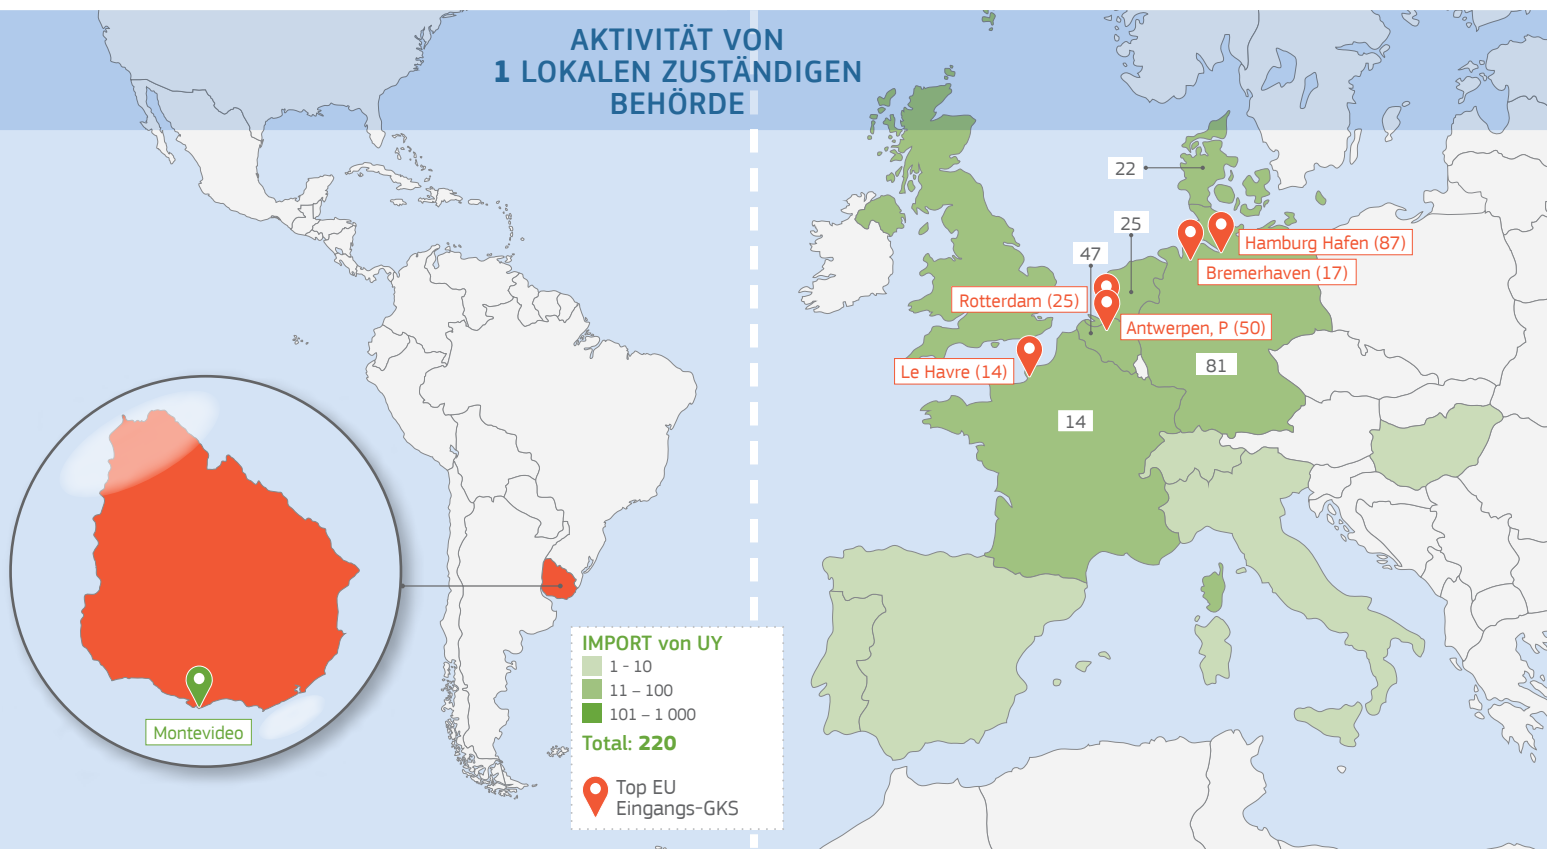 AKTIVITÄT VON
1 LOKALEN ZUSTÄNDIGEN
BEHÖRDE
22
25
47
Hamburg Hafen (87)
Bremerhaven (17)
Rotterdam (25)
Antwerpen, P (50)
Le Havre (14)
81
14
Montevideo
IMPORT von UY
1 - 10
11 – 100
101 – 1 000
Total: 220
Top EU
Eingangs-GKS